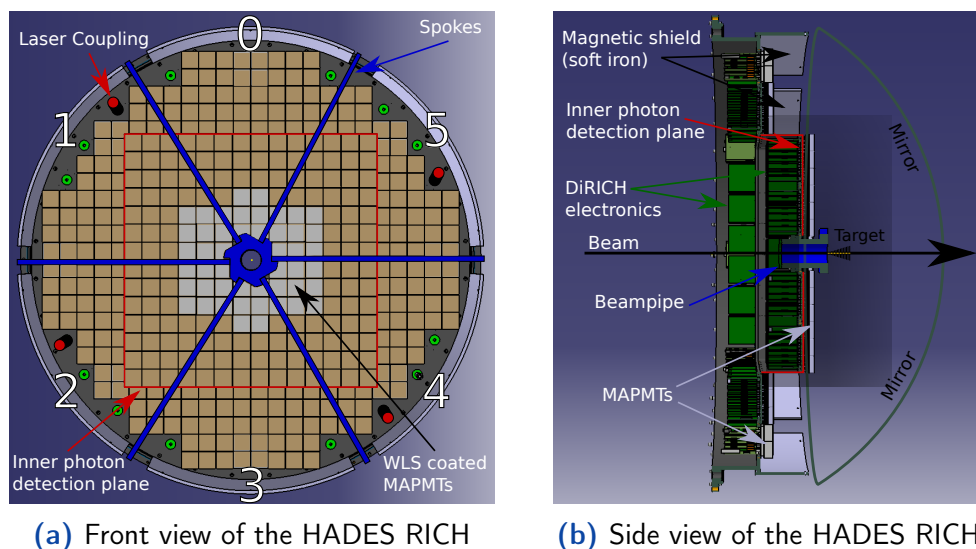 Laser Coupling
Spokes
0
1
5
2
4
3
Inner photon
detection plane
WLS coated
MAPMTs
(a) Front view of the HADES RICH
Magnetic shield
(soft iron)
Inner photon
detection plane
DiRICH
electronics
Beam
Beampipe
MAPMTs
Target
Mirror
Mirror
(b) Side view of the HADES RICH